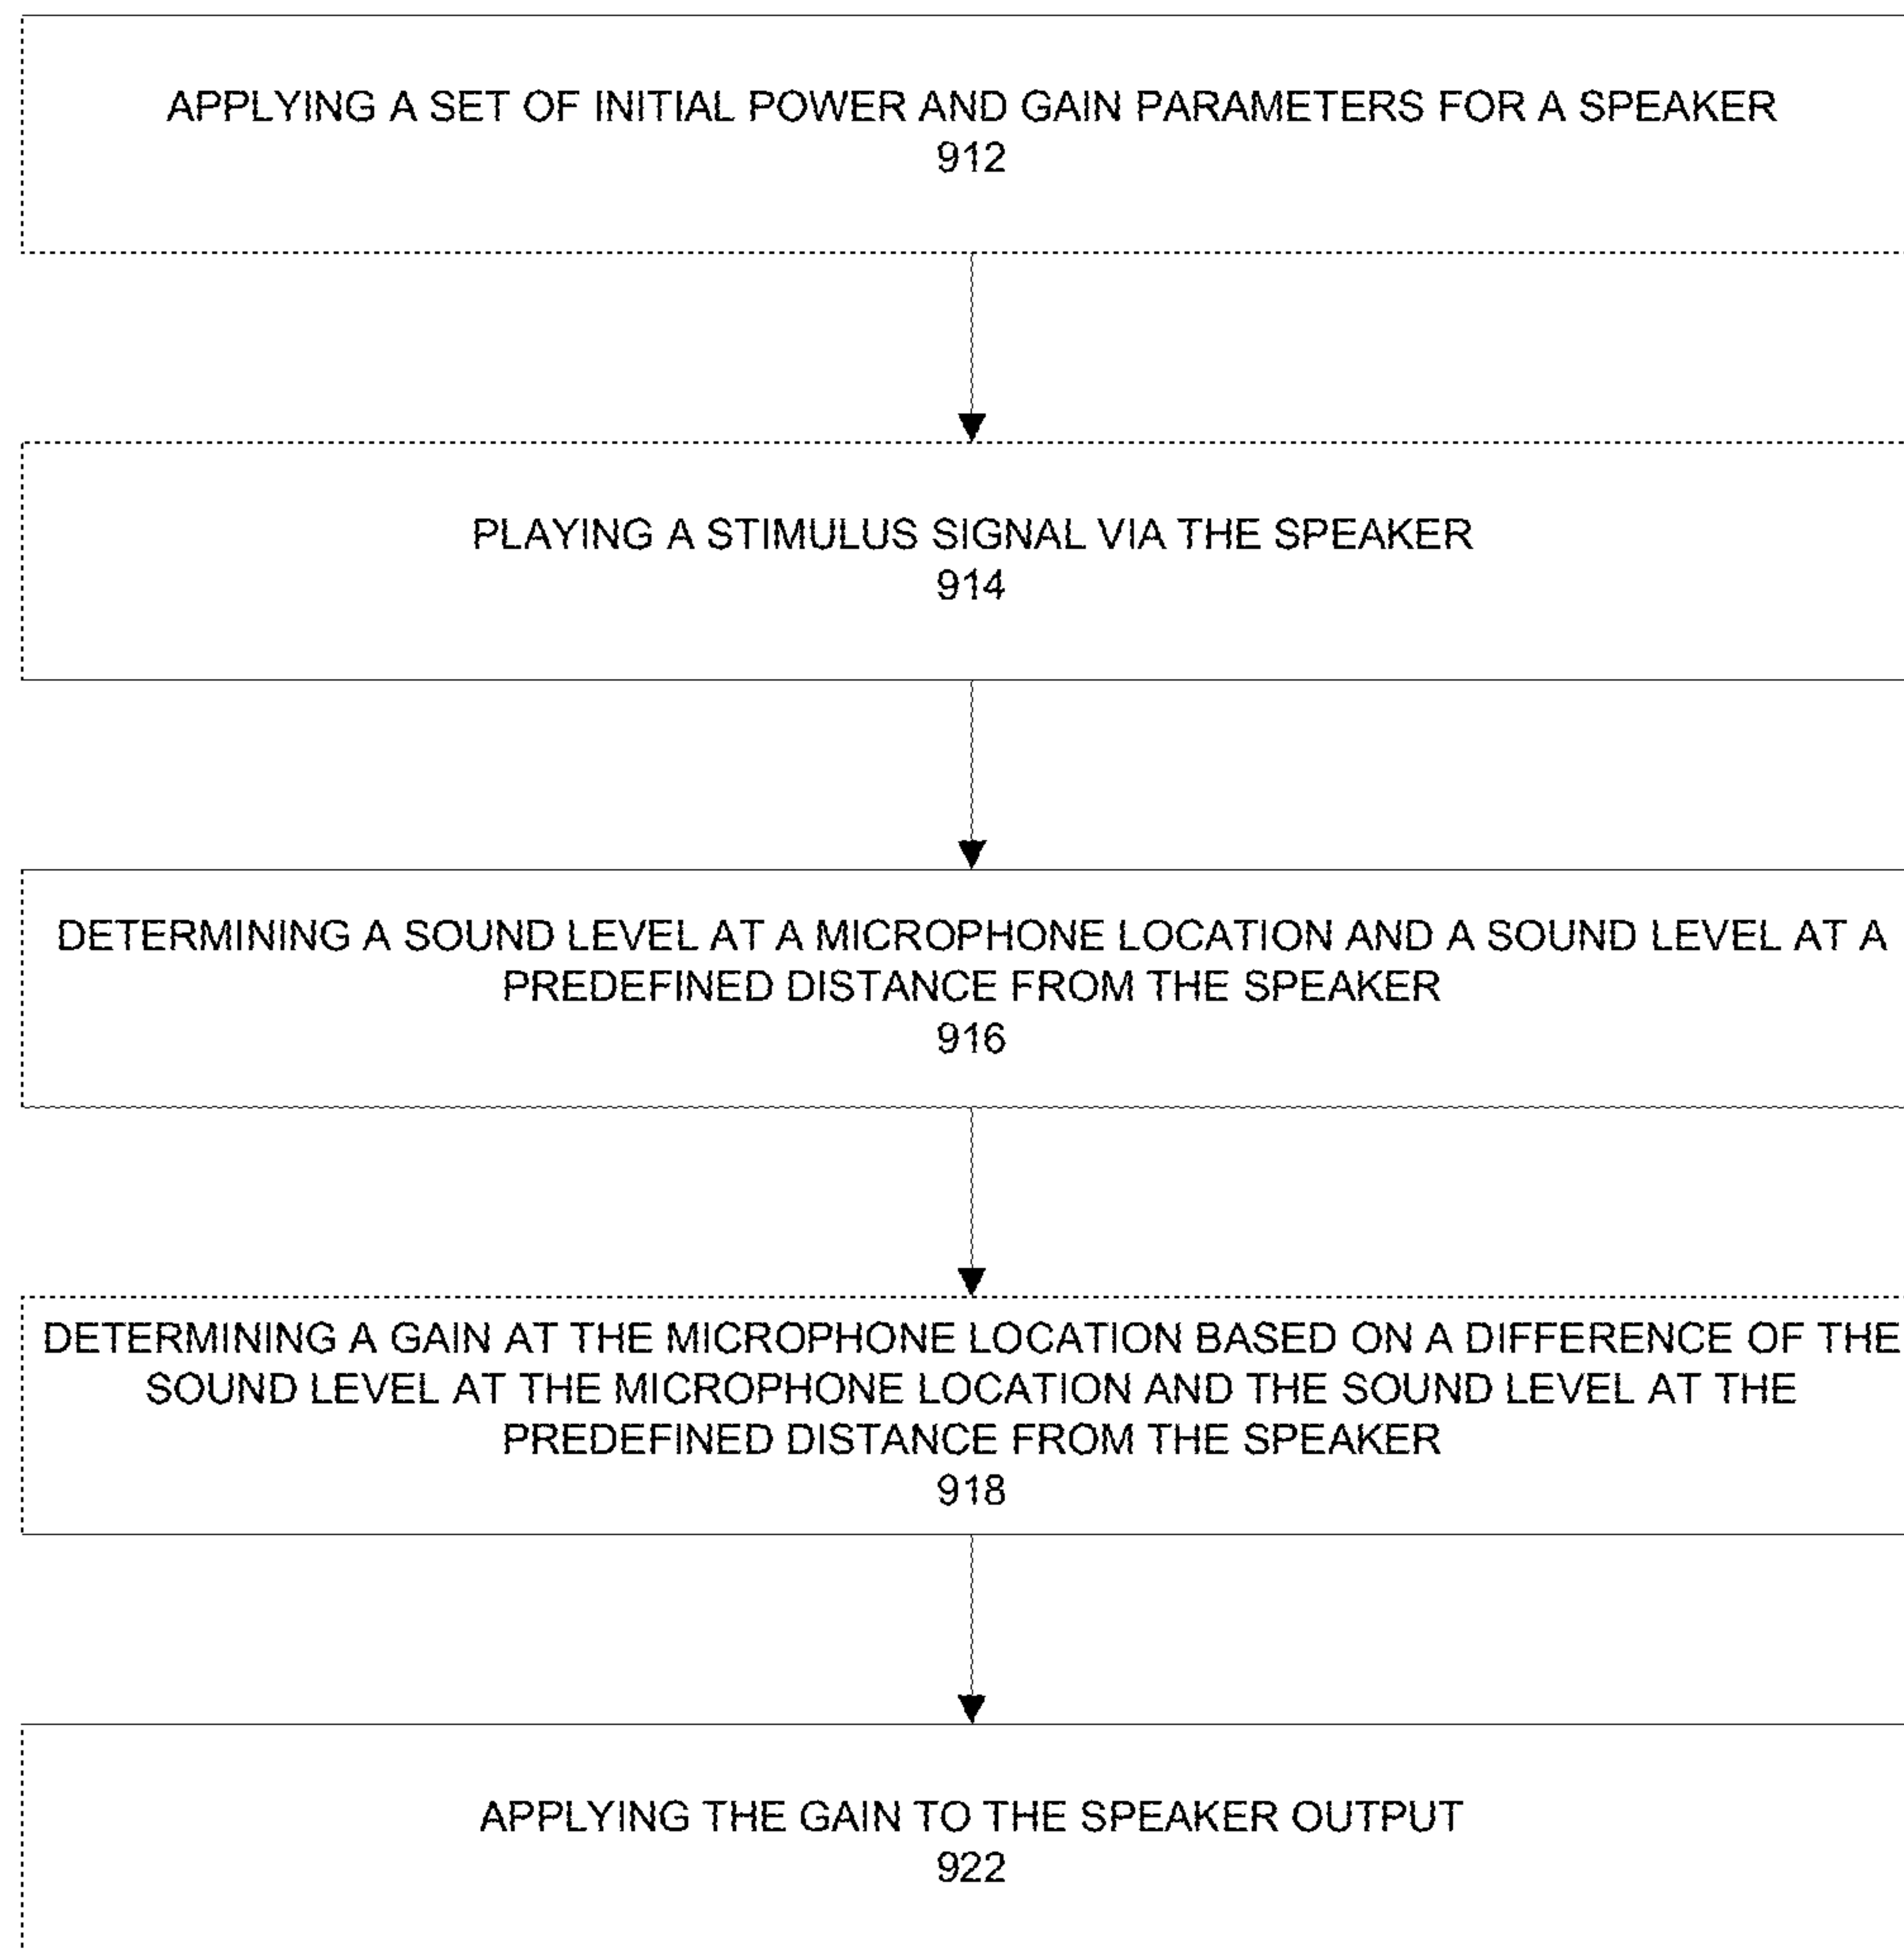 APPLYING A SET OF INITIAL POWER AND GAIN PARAMETERS FOR A SPEAKER
912
PLAYING A STIMULUS SIGNAL VIA THE SPEAKER
914
DETERMINING A SOUND LEVEL AT A MICROPHONE LOCATION AND A SOUND LEVEL AT A
PREDEFINED DISTANCE FROM THE SPEAKER
916
DETERMINING A GAIN AT THE MICROPHONE LOCATION BASED ON A DIFFERENCE OF THE
SOUND LEVEL AT THE MICROPHONE LOCATION AND THE SOUND LEVEL AT THE
PREDEFINED DISTANCE FROM THE SPEAKER
918
APPLYING THE GAIN TO THE SPEAKER OUTPUT
922